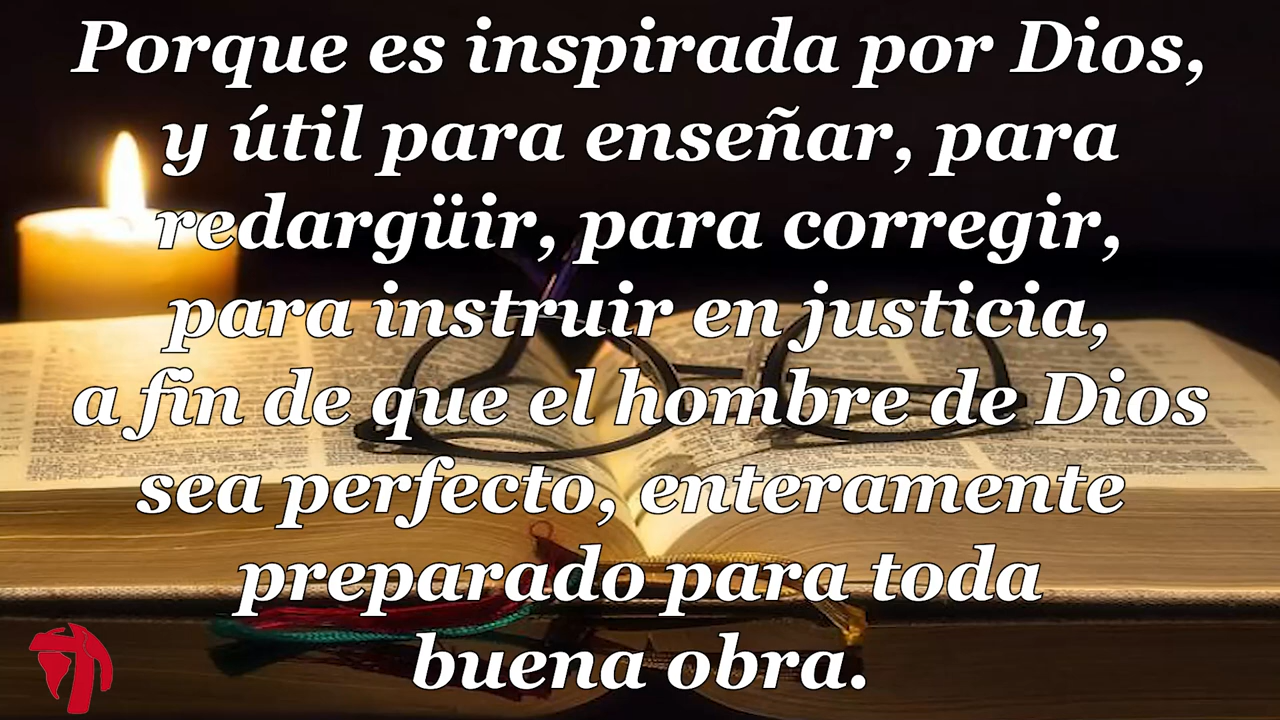 Porque es inspirada por Dios,
y útil para enseñar, para
redargüir, para corregir,
para instruir en justicia,
a fin de que el hombre de Dios
sea perfecto, enteramente
preparado para toda
buena obra.